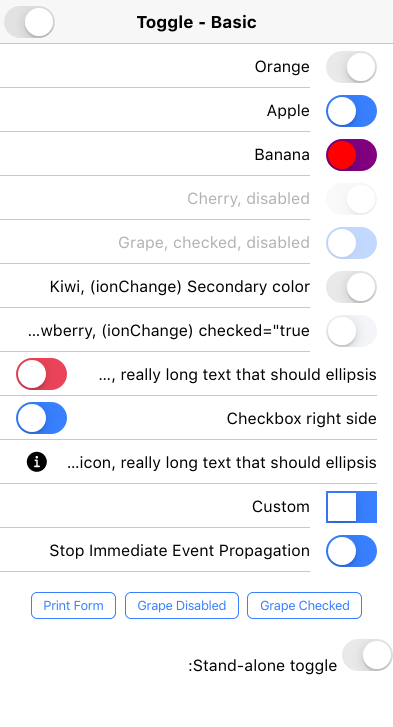 Toggle - Basic
Orange
Apple
Banana
Cherry, disabled
Grape, checked, disabled
Kiwi, (ionChange) Secondary color
...wberry, (ionChange) checked="true
..., really long text that should ellipsis
Checkbox right side
...icon, really long text that should ellipsis
Custom
Stop Immediate Event Propagation
Print Form Grape Disabled Grape Checked
:Stand-alone toggle